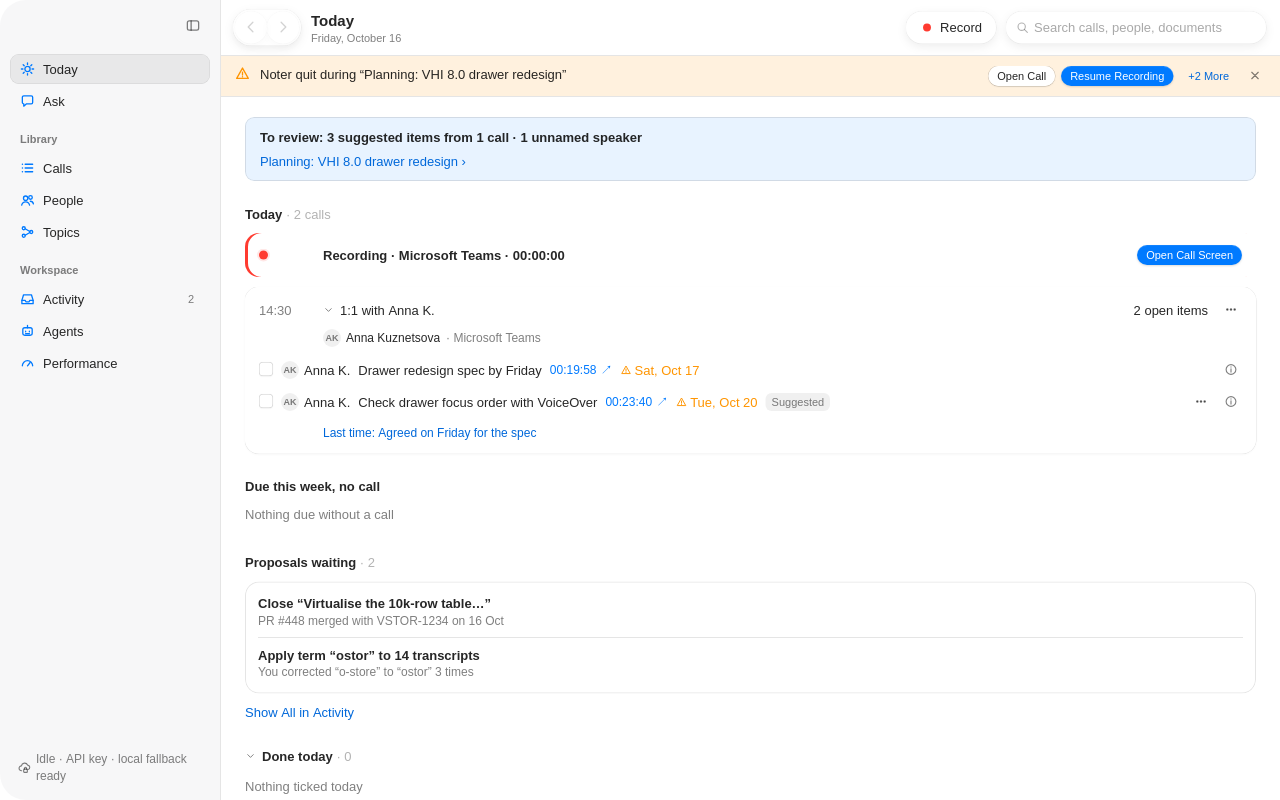 Today
Friday, October 16
Record
Search calls, people, documents
Today
Ask
Library
Calls
People
Topics
Workspace
Activity 2
Agents
Performance
Idle · API key · local fallback
ready
Noter quit during “Planning: VHI 8.0 drawer redesign”
Open Call
Resume Recording
+2 More
To review: 3 suggested items from 1 call · 1 unnamed speaker
Planning: VHI 8.0 drawer redesign ›
Today · 2 calls
Recording · Microsoft Teams · 00:00:00
Open Call Screen
14:30 1:1 with Anna K. 2 open items
AK Anna Kuznetsova · Microsoft Teams
AK Anna K. Drawer redesign spec by Friday 00:19:58 Sat, Oct 17
AK Anna K. Check drawer focus order with VoiceOver 00:23:40 Tue, Oct 20 Suggested
Last time: Agreed on Friday for the spec
Due this week, no call
Nothing due without a call
Proposals waiting · 2
Close “Virtualise the 10k-row table…”
PR #448 merged with VSTOR-1234 on 16 Oct
Apply term “ostor” to 14 transcripts
You corrected “o-store” to “ostor” 3 times
Show All in Activity
Done today · 0
Nothing ticked today